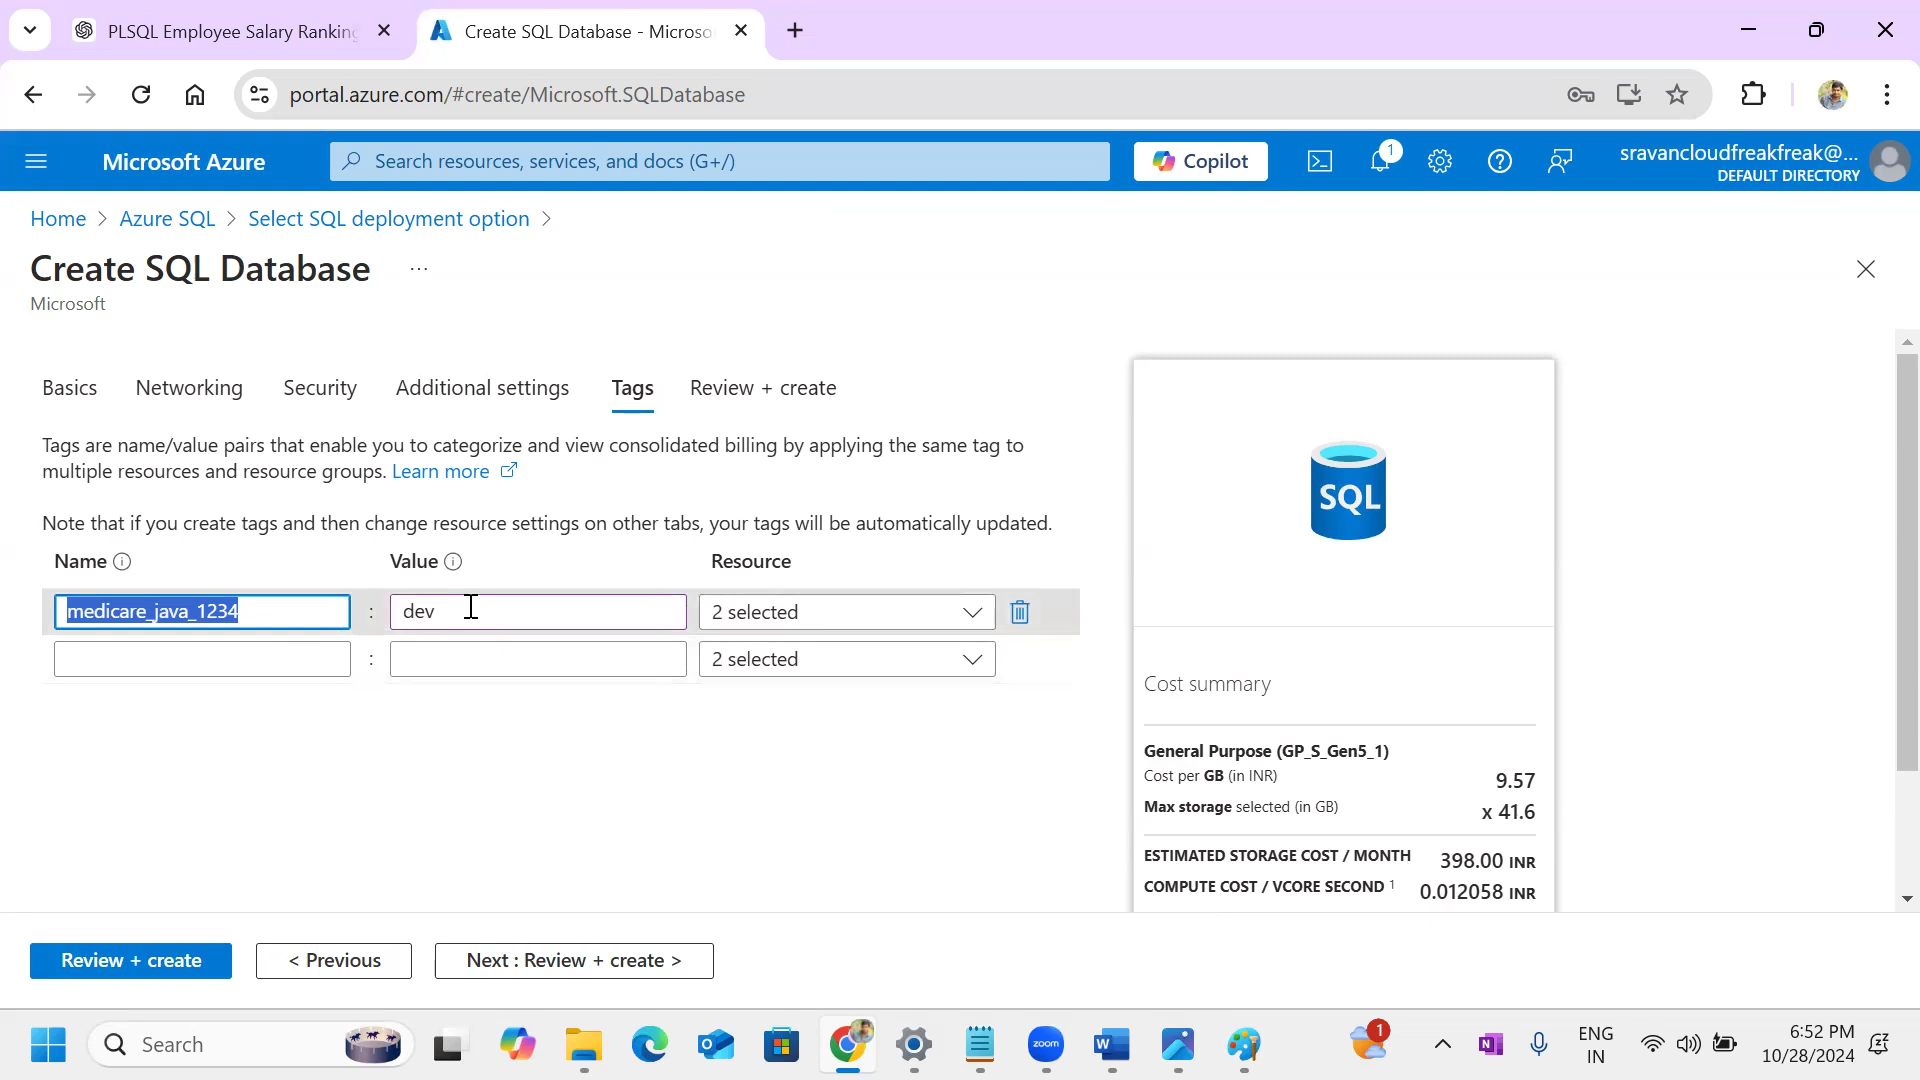 PLSQL Employee Salary Ranking
Create SQL Database - Microso
portal.azure.com/#create/Microsoft.SQLDatabase
Microsoft Azure
Search resources, services, and docs (G+/)
Copilot
1
sravancloudfreakfreak@...
DEFAULT DIRECTORY
Home > Azure SQL > Select SQL deployment option >
Create SQL Database ...
Microsoft
Basics Networking Security Additional settings Tags Review + create
Tags are name/value pairs that enable you to categorize and view consolidated billing by applying the same tag to
multiple resources and resource groups. Learn more
Note that if you create tags and then change resource settings on other tabs, your tags will be automatically updated.
Name Value Resource
medicare_java_1234 : dev 2 selected
: 2 selected
SQL
Cost summary
General Purpose (GP_S_Gen5_1)
Cost per GB (in INR) 9.57
Max storage selected (in GB) x 41.6
ESTIMATED STORAGE COST / MONTH 398.00 INR
COMPUTE COST / VCORE SECOND 1 0.012058 INR
Review + create < Previous Next : Review + create >
Search
zoom
1
ENG
IN
6:52 PM
10/28/2024